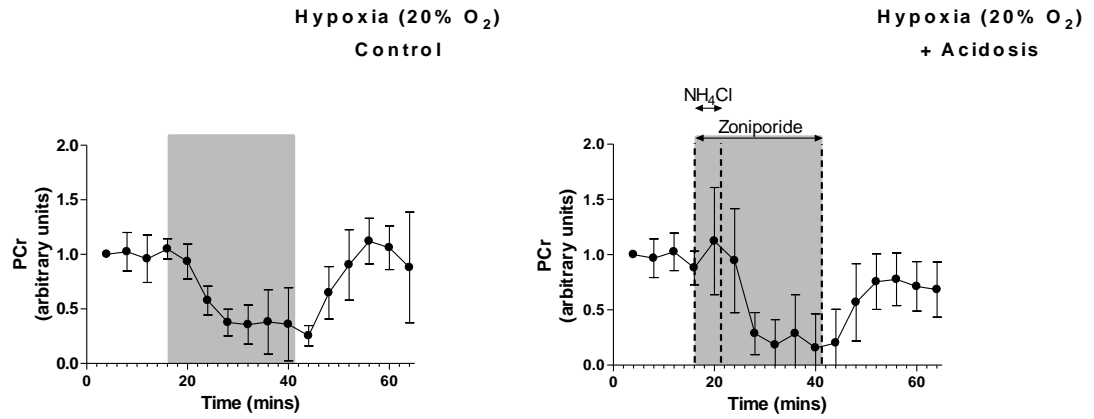 Hypoxia (20% O2)
Control
2.0
1.5
1.0
0.5
0.0
PCr
(arbitrary units)
0
20
40
60
Time (mins)
Hypoxia (20% O2)
+ Acidosis
NH4Cl
Zoniporide
2.0
1.5
1.0
0.5
0.0
PCr
(arbitrary units)
0
20
40
60
Time (mins)